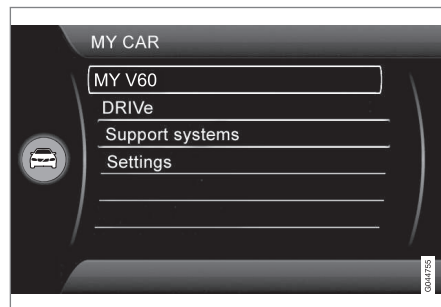 MY CAR
MY V60
DRIVe
Support systems
Settings
G044755